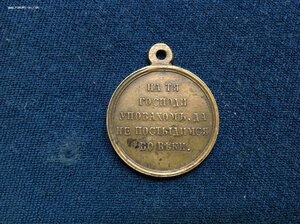 НА ТЯ
ГОСПОДИ
УПОВАХОМЪ, ДА
НЕ ПОСТЫДИМСЯ
ВО ВѢКИ.